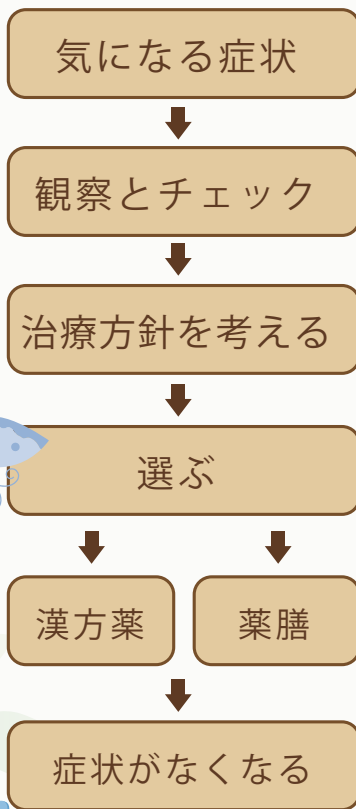 気になる症状
観察とチェック
治療方針を考える
選ぶ
漢方薬
薬膳
症状がなくなる